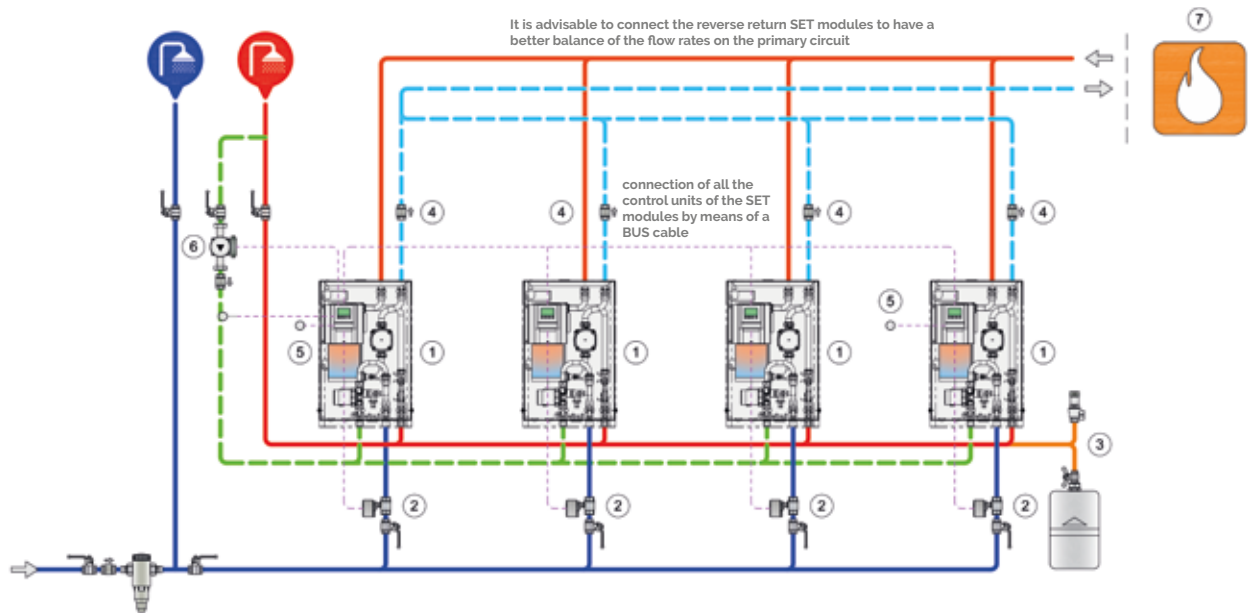 It is advisable to connect the reverse return SET modules to have a
better balance of the flow rates on the primary circuit
7
connection of all the
control units of the SET
modules by means of a
BUS cable
4
4
4
4
6
5
5
1
1
1
1
3
2
2
2
2